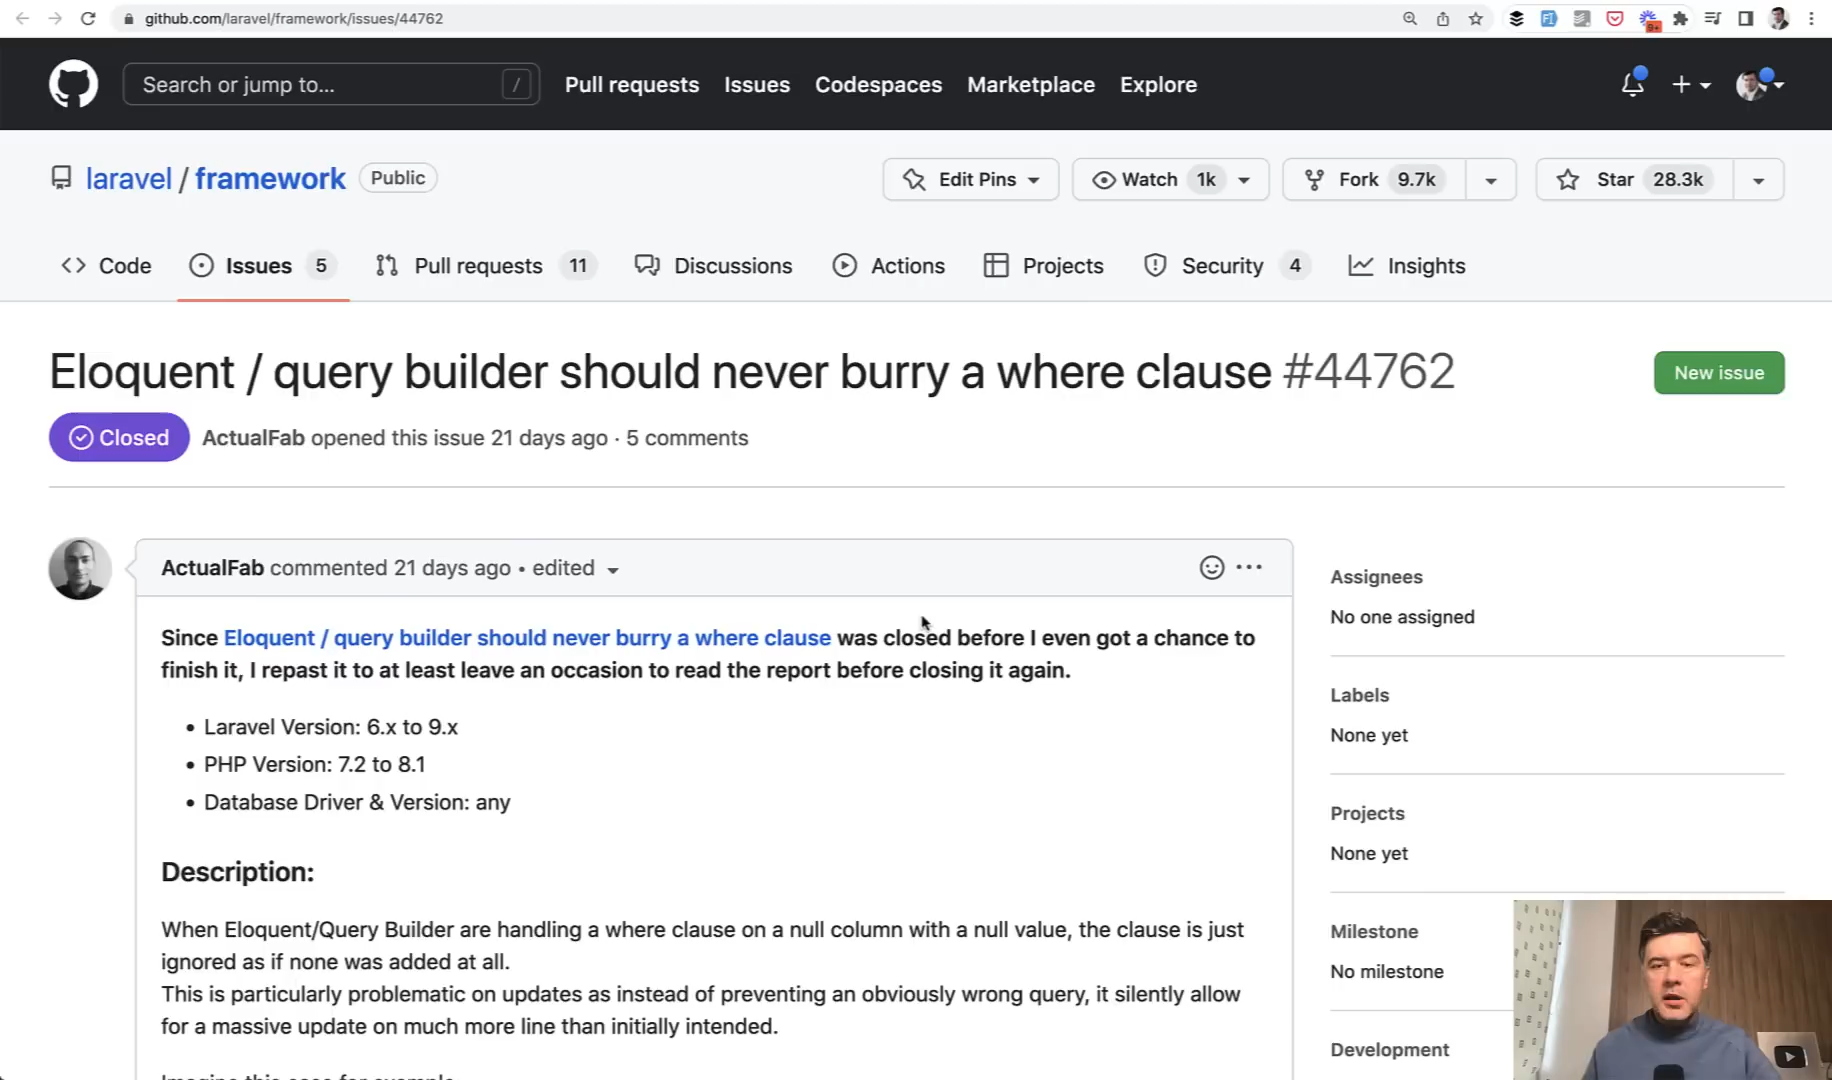 github.com/laravel/framework/issues/44762
9+
Search or jump to... / Pull requests Issues Codespaces Marketplace Explore
laravel / framework Public Edit Pins Watch 1k Fork 9.7k Star 28.3k
Code Issues 5 Pull requests 11 Discussions Actions Projects Security 4 Insights
Eloquent / query builder should never burry a where clause #44762 New issue
Closed ActualFab opened this issue 21 days ago · 5 comments
ActualFab commented 21 days ago • edited
Since Eloquent / query builder should never burry a where clause was closed before I even got a chance to
finish it, I repast it to at least leave an occasion to read the report before closing it again.
• Laravel Version: 6.x to 9.x
• PHP Version: 7.2 to 8.1
• Database Driver & Version: any
Description:
When Eloquent/Query Builder are handling a where clause on a null column with a null value, the clause is just
ignored as if none was added at all.
This is particularly problematic on updates as instead of preventing an obviously wrong query, it silently allow
for a massive update on much more line than initially intended.
Assignees
No one assigned
Labels
None yet
Projects
None yet
Milestone
No milestone
Development